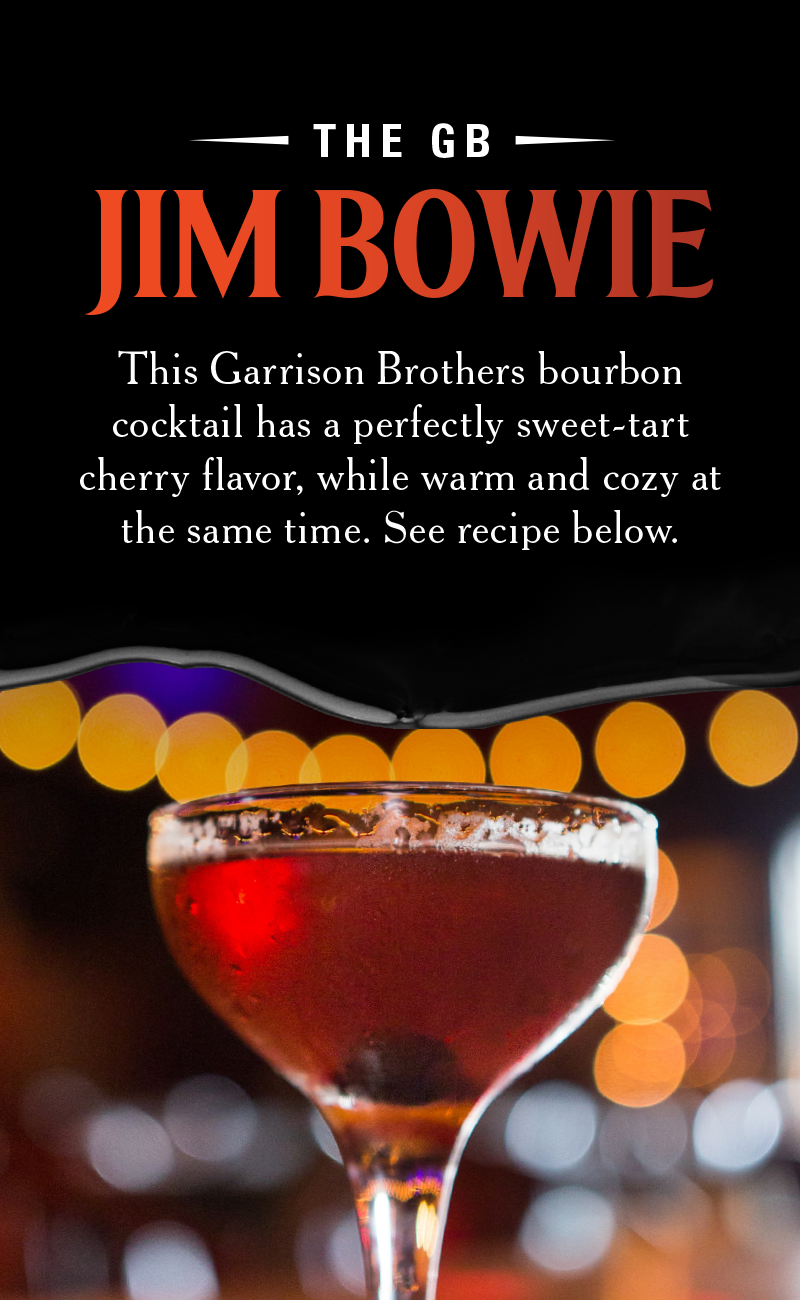 THE GB
JIM BOWIE
This Garrison Brothers bourbon
cocktail has a perfectly sweet-tart
cherry flavor, while warm and cozy at
the same time. See recipe below.